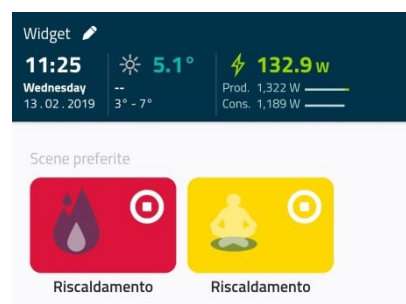 Widget
11:25 5.1° 132.9 W
Wednesday -- Prod. 1,322 W
13.02.2019 3° - 7° Cons. 1,189 W
Scene preferite
Riscaldamento Riscaldamento